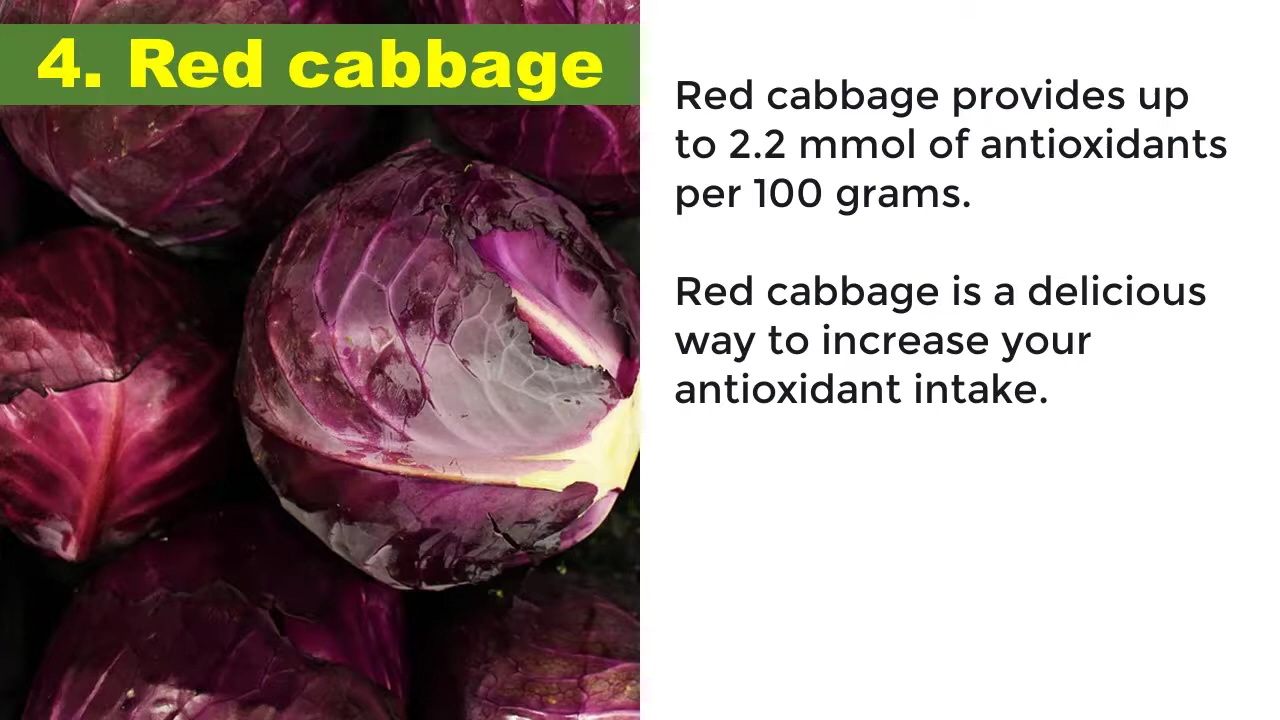 4. Red cabbage
Red cabbage provides up
to 2.2 mmol of antioxidants
per 100 grams.
Red cabbage is a delicious
way to increase your
antioxidant intake.